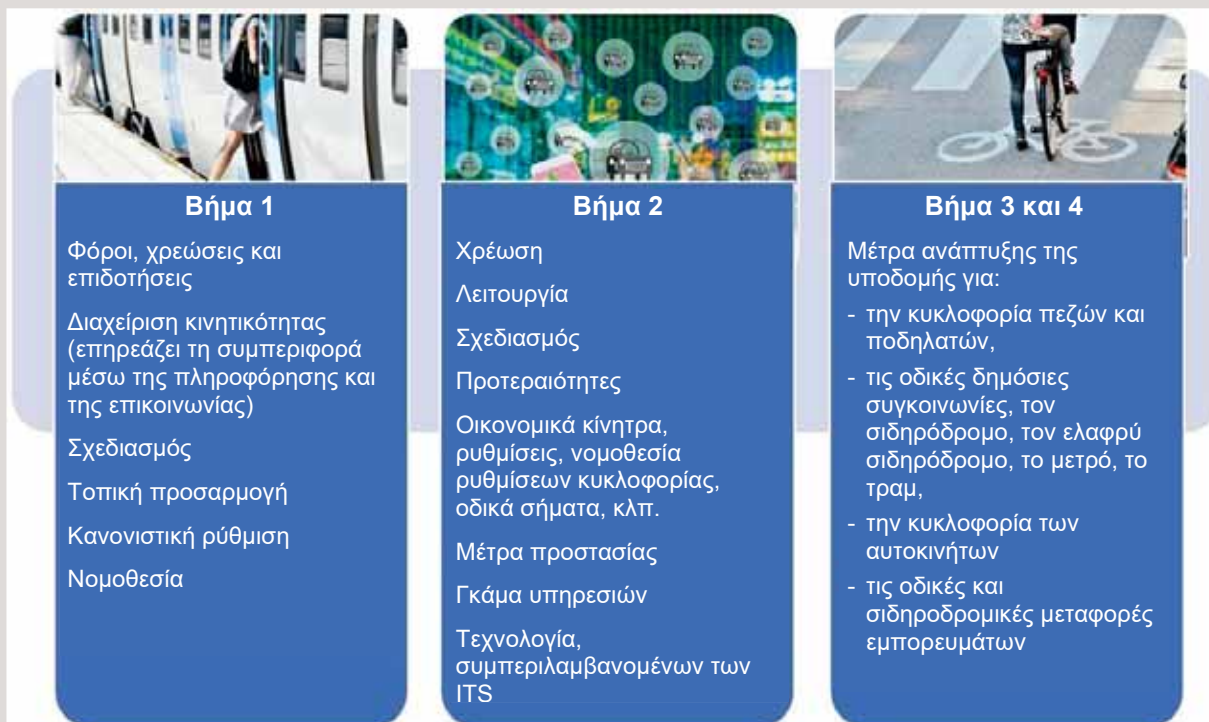 Βήμα 1
Φόροι, χρεώσεις και
επιδοτήσεις
Διαχείριση κινητικότητας
(επηρεάζει τη συμπεριφορά
μέσω της πληροφόρησης και
της επικοινωνίας)
Σχεδιασμός
Τοπική προσαρμογή
Κανονιστική ρύθμιση
Νομοθεσία
Βήμα 2
Χρέωση
Λειτουργία
Σχεδιασμός
Προτεραιότητες
Οικονομικά κίνητρα,
ρυθμίσεις, νομοθεσία
ρυθμίσεων κυκλοφορίας,
οδικά σήματα, κλπ.
Μέτρα προστασίας
Γκάμα υπηρεσιών
Τεχνολογία,
συμπεριλαμβανομένων των
ITS
Βήμα 3 και 4
Μέτρα ανάπτυξης της
υποδομής για:
- την κυκλοφορία πεζών και
ποδηλατών,
- τις οδικές δημόσιες
συγκοινωνίες, τον
σιδηρόδρομο, τον ελαφρύ
σιδηρόδρομο, το μετρό, το
τραμ,
- την κυκλοφορία των
αυτοκινήτων
- τις οδικές και
σιδηροδρομικές μεταφορές
εμπορευμάτων